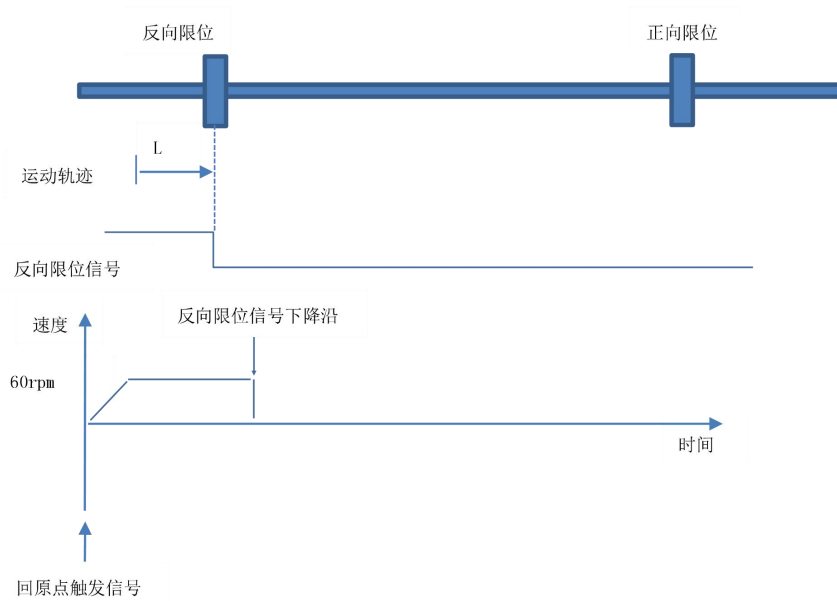 反向限位
正向限位
L
运动轨迹
反向限位信号
速度
反向限位信号下降沿
60rpm
时间
回原点触发信号